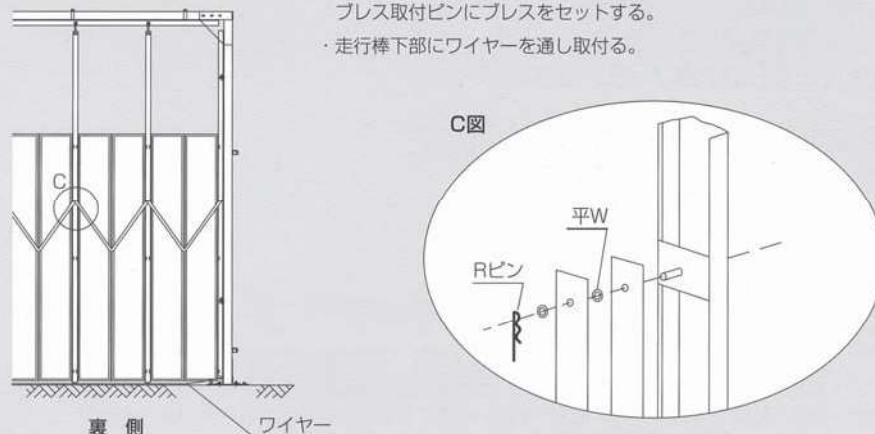 ブレス取付ピンにブレスをセットする。
・走行棒下部にワイヤーを通し取付る。
C図
C
平W
Rピン
裏 側
ワイヤー